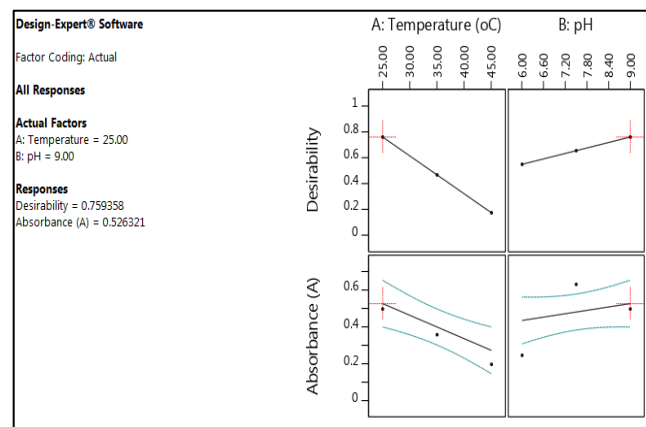 Design-Expert® Software
Factor Coding: Actual
All Responses
Actual Factors
A: Temperature = 25.00
B: pH = 9.00
Responses
Desirability = 0.759358
Absorbance (A) = 0.526321
A: Temperature (oC)
B: pH
25.00
30.00
35.00
40.00
45.00
6.00
6.60
7.20
7.80
8.40
9.00
Desirability
1
0.8
0.6
0.4
0.2
0
Absorbance (A)
0.6
0.4
0.2
0